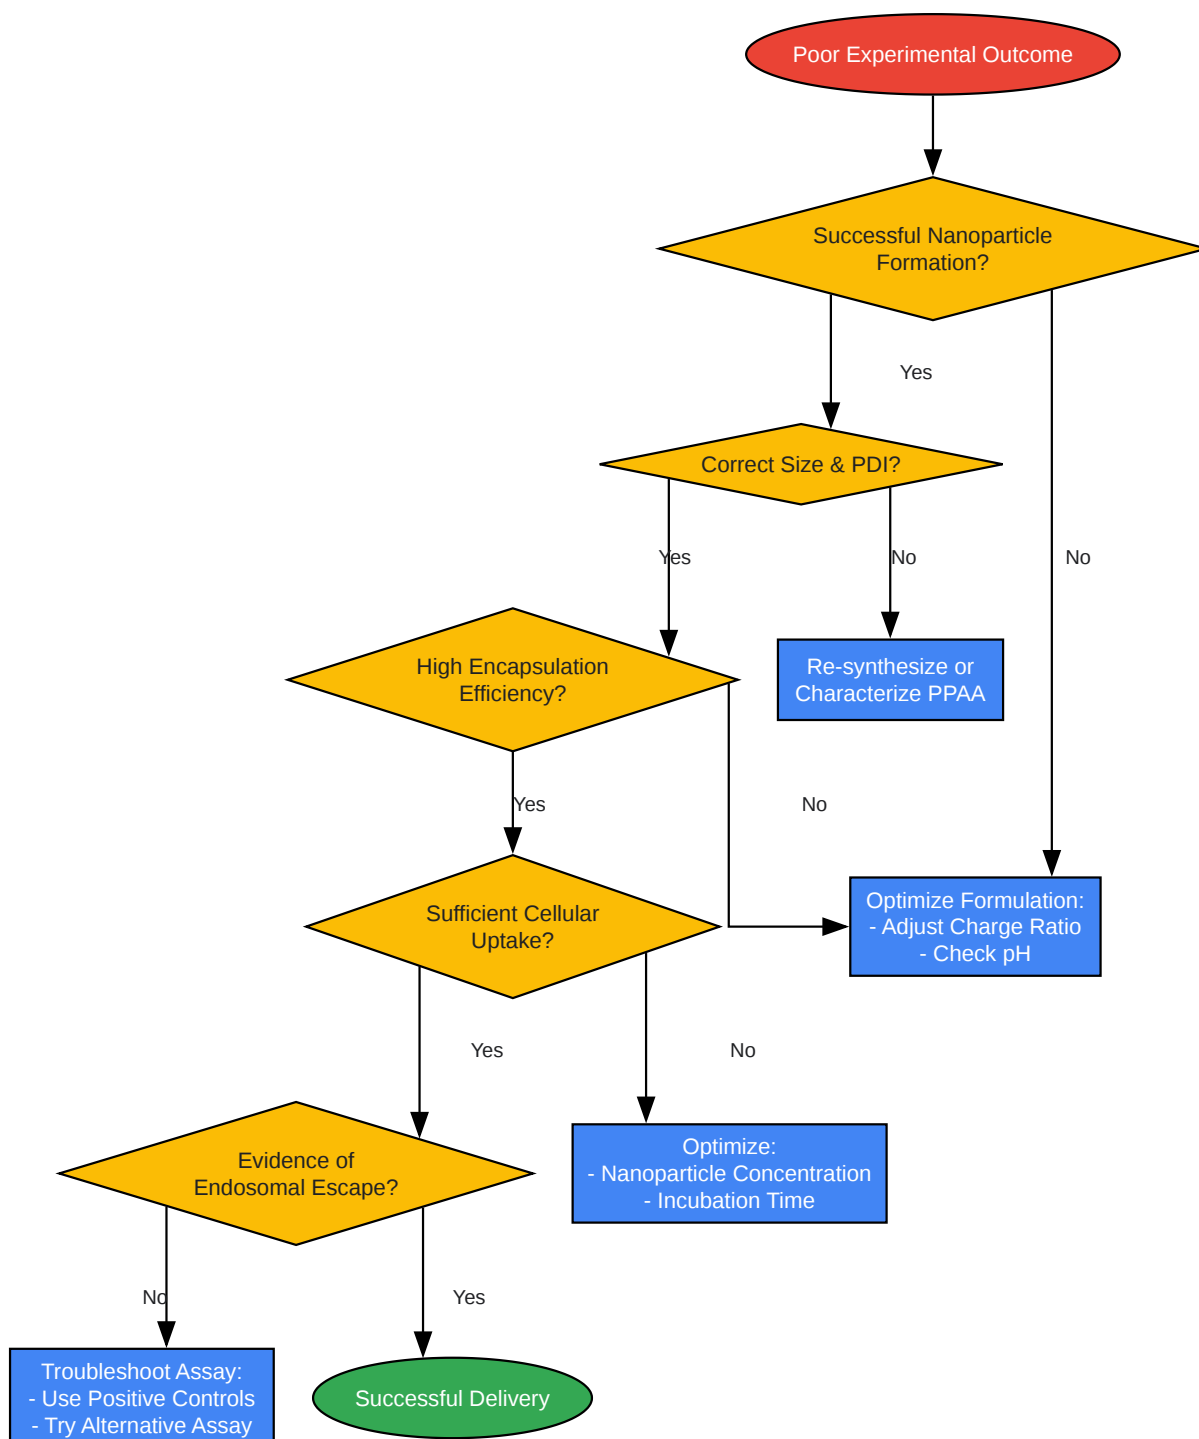 Poor Experimental Outcome
Successful Nanoparticle
Formation?
Yes
Correct Size & PDI?
Yes
No
No
High Encapsulation
Efficiency?
Re-synthesize or
Characterize PPAA
Yes
No
Sufficient Cellular
Uptake?
Optimize Formulation:
- Adjust Charge Ratio
- Check pH
Yes
No
Evidence of
Endosomal Escape?
Optimize:
- Nanoparticle Concentration
- Incubation Time
No
Yes
Troubleshoot Assay:
- Use Positive Controls
- Try Alternative Assay
Successful Delivery